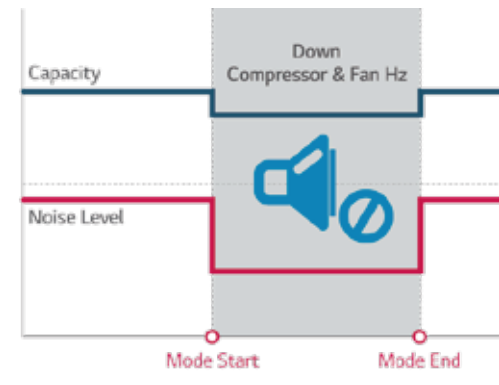 Down
Compressor & Fan Hz
Capacity
Noise Level
Mode Start
Mode End